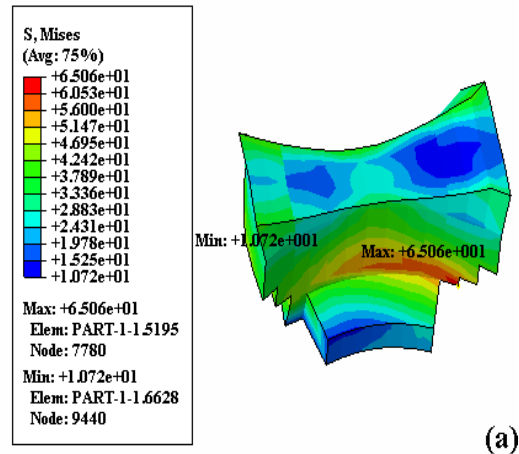 S, Mises
(Avg: 75%)
+6.506e+01
+6.053e+01
+5.600e+01
+5.147e+01
+4.695e+01
+4.242e+01
+3.789e+01
+3.336e+01
+2.883e+01
+2.431e+01
+1.978e+01
+1.525e+01
+1.072e+01
Max: +6.506e+01
Elem: PART-1-1.5195
Node: 7780
Min: +1.072e+01
Elem: PART-1-1.6628
Node: 9440
Min: +1.072e+001
Max: +6.506e+001
(a)